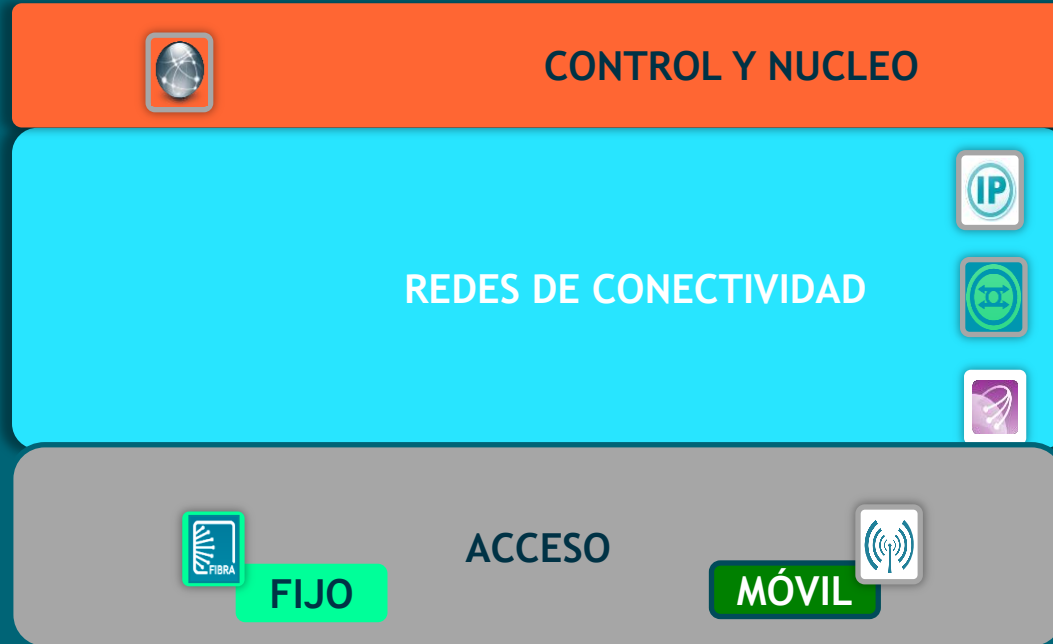 CONTROL Y NUCLEO
IP
REDES DE CONECTIVIDAD
ACCESO
FIBRA
FIJO
MÓVIL